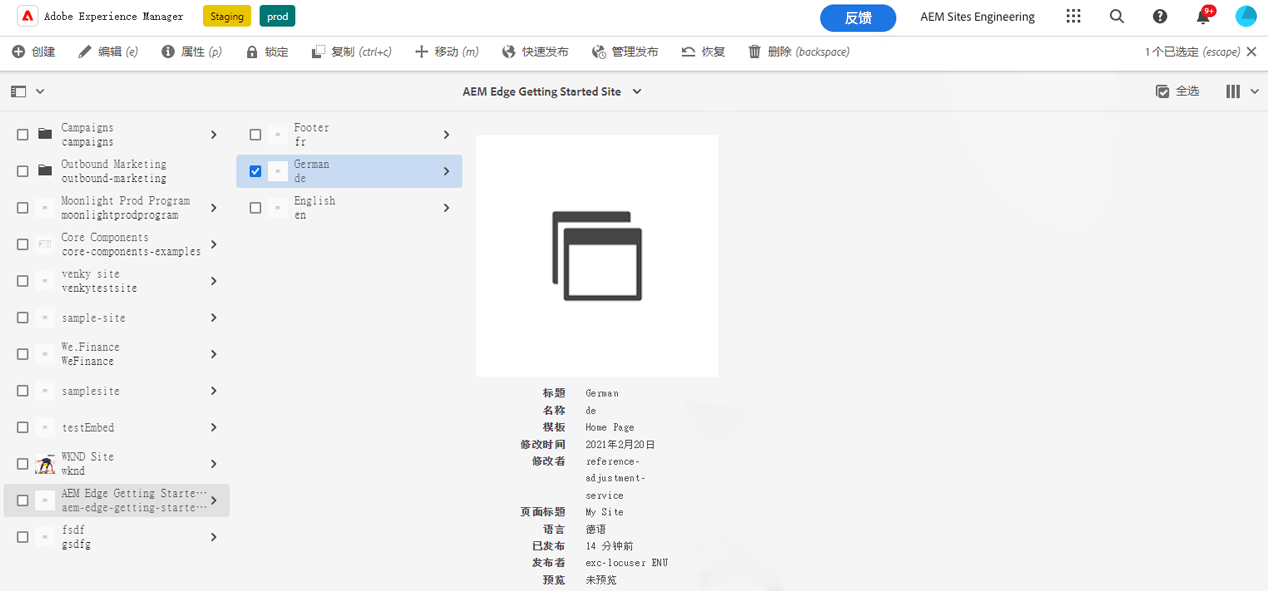 Adobe Experience Manager
Staging
prod
反馈
AEM Sites Engineering
9+
创建
编辑 (e)
属性 (p)
锁定
复制 (ctrl+c)
移动 (m)
快速发布
管理发布
恢复
删除 (backspace)
1 个已选定 (escape)
AEM Edge Getting Started Site
全选
Campaigns
campaigns
Outbound Marketing
outbound-marketing
Moonlight Prod Program
moonlightprodprogram
Core Components
core-components-examples
venky site
venkytestsite
sample-site
We.Finance
WeFinance
samplesite
testEmbed
WKND Site
wknd
AEM Edge Getting Starte…
aem-edge-getting-starte…
fsdf
gsdfg
Footer
fr
German
de
English
en
标题 German
名称 de
模板 Home Page
修改时间 2021年2月20日
修改者 reference-
adjustment-
service
页面标题 My Site
语言 德语
已发布 14 分钟前
发布者 exc-locuser ENU
预览 未预览